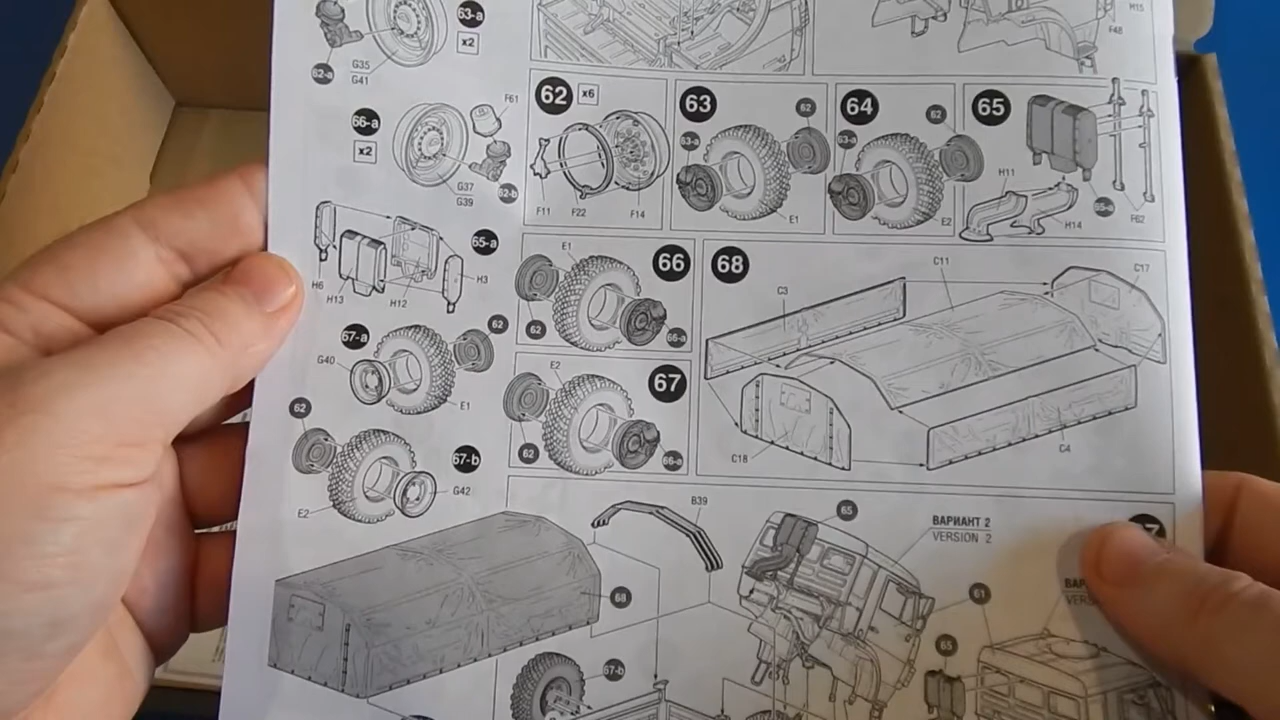 63-a
x2
62-a
G35
G41
66-a
x2
F61
G37
G39
62-b
H15
F48
62
x6
F11
F22
F14
63
63-a
62
E1
64
63-a
62
E2
65
H11
H14
65-a
F62
65-a
H6
H13
H12
H3
66
E1
62
66-a
67
E2
62
66-a
68
C3
C11
C17
C18
C4
67-a
62
G40
E1
62
67-b
E2
G42
B39
68
67-b
65
ВАРИАНТ 2
VERSION 2
61
65